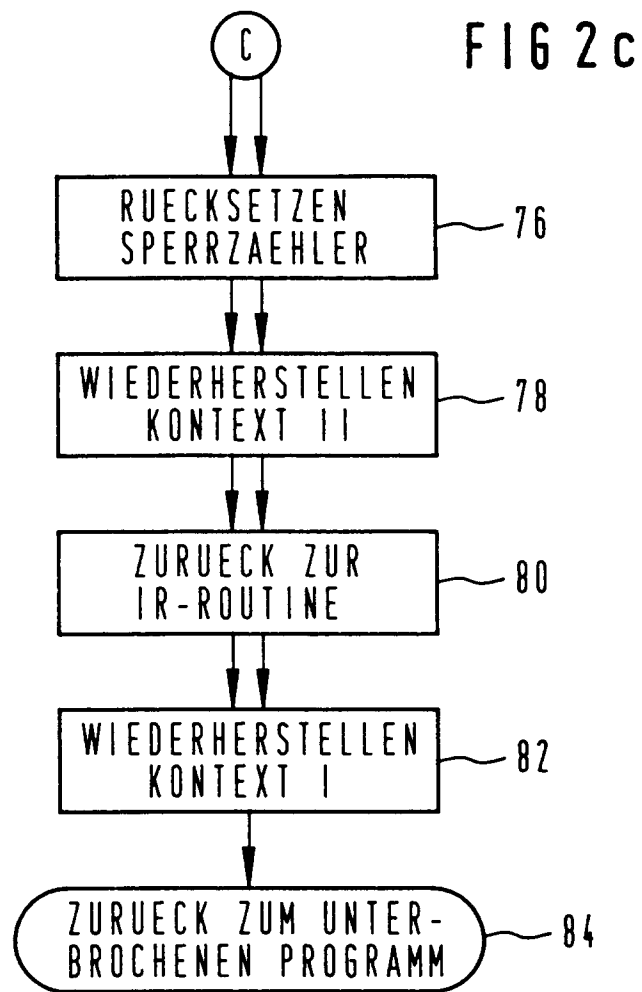 C
FIG 2c
RUECKSETZEN
SPERRZAEHLER
76
WIEDERHERSTELLEN
KONTEXT II
78
ZURUECK ZUR
IR-ROUTINE
80
WIEDERHERSTELLEN
KONTEXT I
82
ZURUECK ZUM UNTER-
BROCHENEN PROGRAMM
84